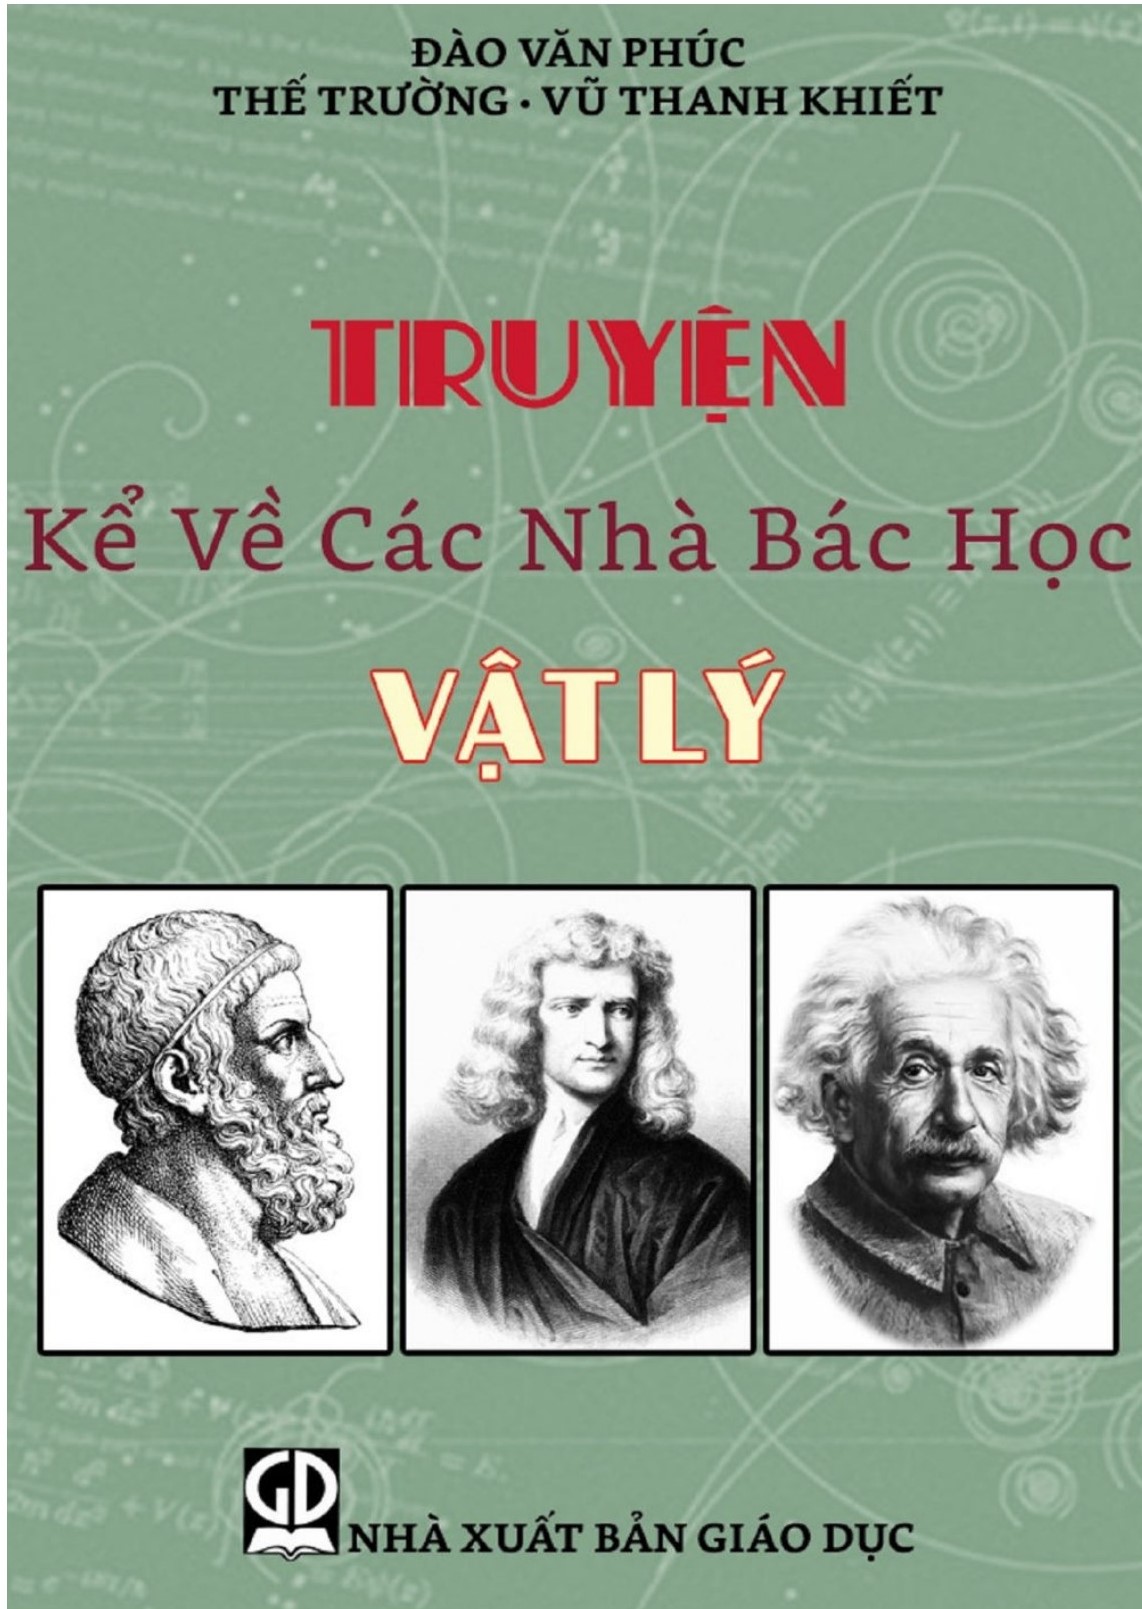 ĐÀO VĂN PHÚC
THẾ TRƯỜNG · VŨ THANH KHIẾT
TRUYỆN
Kể Về Các Nhà Bác Học
VẬT LÝ
GD
NHÀ XUẤT BẢN GIÁO DỤC